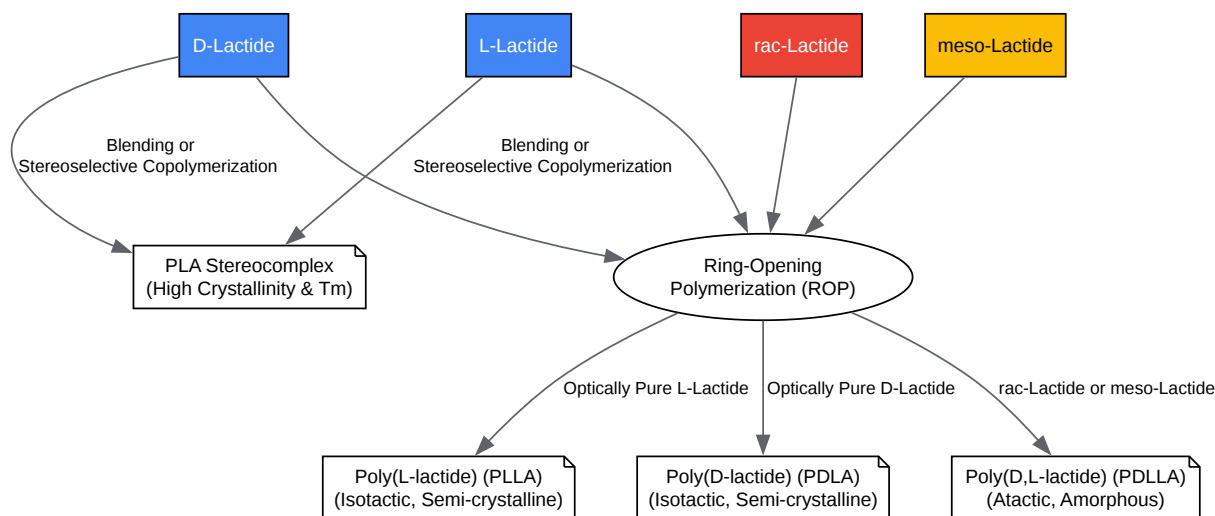 D-Lactide
L-Lactide
rac-Lactide
meso-Lactide
Blending or
Stereoselective Copolymerization
Blending or
Stereoselective Copolymerization
PLA Stereocomplex
(High Crystallinity & Tm)
Ring-Opening
Polymerization (ROP)
Optically Pure L-Lactide
Optically Pure D-Lactide
rac-Lactide or meso-Lactide
Poly(L-lactide) (PLLA)
(Isotactic, Semi-crystalline)
Poly(D-lactide) (PDLA)
(Isotactic, Semi-crystalline)
Poly(D,L-lactide) (PDLLA)
(Atactic, Amorphous)